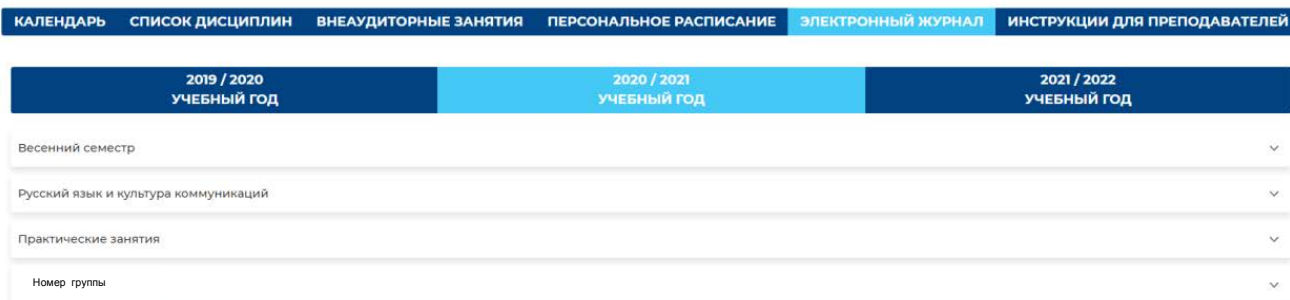 КАЛЕНДАРЬ СПИСОК ДИСЦИПЛИН ВНЕАУДИТОРНЫЕ ЗАНЯТИЯ ПЕРСОНАЛЬНОЕ РАСПИСАНИЕ ЭЛЕКТРОННЫЙ ЖУРНАЛ ИНСТРУКЦИИ ДЛЯ ПРЕПОДАВАТЕЛЕЙ
2019 / 2020 2020 / 2021 2021 / 2022
УЧЕБНЫЙ ГОД УЧЕБНЫЙ ГОД УЧЕБНЫЙ ГОД
Весенний семестр
Русский язык и культура коммуникаций
Практические занятия
Номер группы